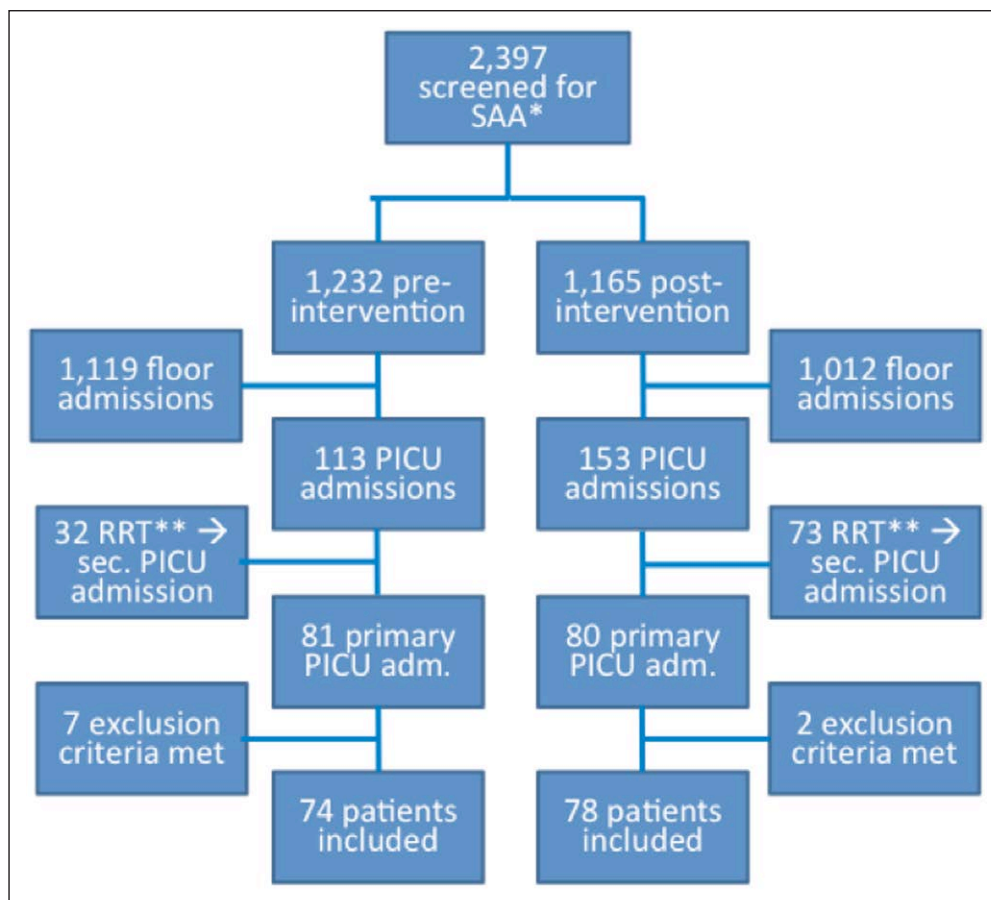 2,397
screened for
SAA*
1,232 pre-
intervention
1,165 post-
intervention
1,119 floor
admissions
1,012 floor
admissions
113 PICU
admissions
153 PICU
admissions
32 RRT** →
sec. PICU
admission
73 RRT** →
sec. PICU
admission
81 primary
PICU adm.
80 primary
PICU adm.
7 exclusion
criteria met
2 exclusion
criteria met
74 patients
included
78 patients
included